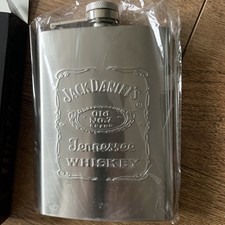 JACK DANIEL'S
Old
NO.7
BRAND
Tennessee
WHISKEY